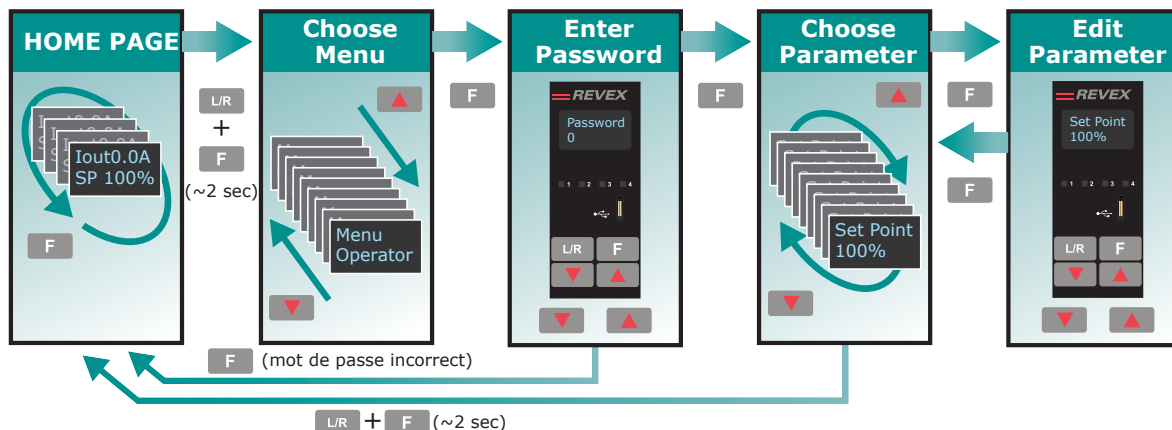 HOME PAGE
Iout0.0A
SP 100%
F
L/R
+
F
(~2 sec)
Choose
Menu
Menu
Operator
F
Enter
Password
REVEX
Password
0
1 2 3 4
L/R F
F
Choose
Parameter
Set Point
100%
F
F
Edit
Parameter
REVEX
Set Point
100%
1 2 3 4
L/R F
F (mot de passe incorrect)
L/R + F (~2 sec)